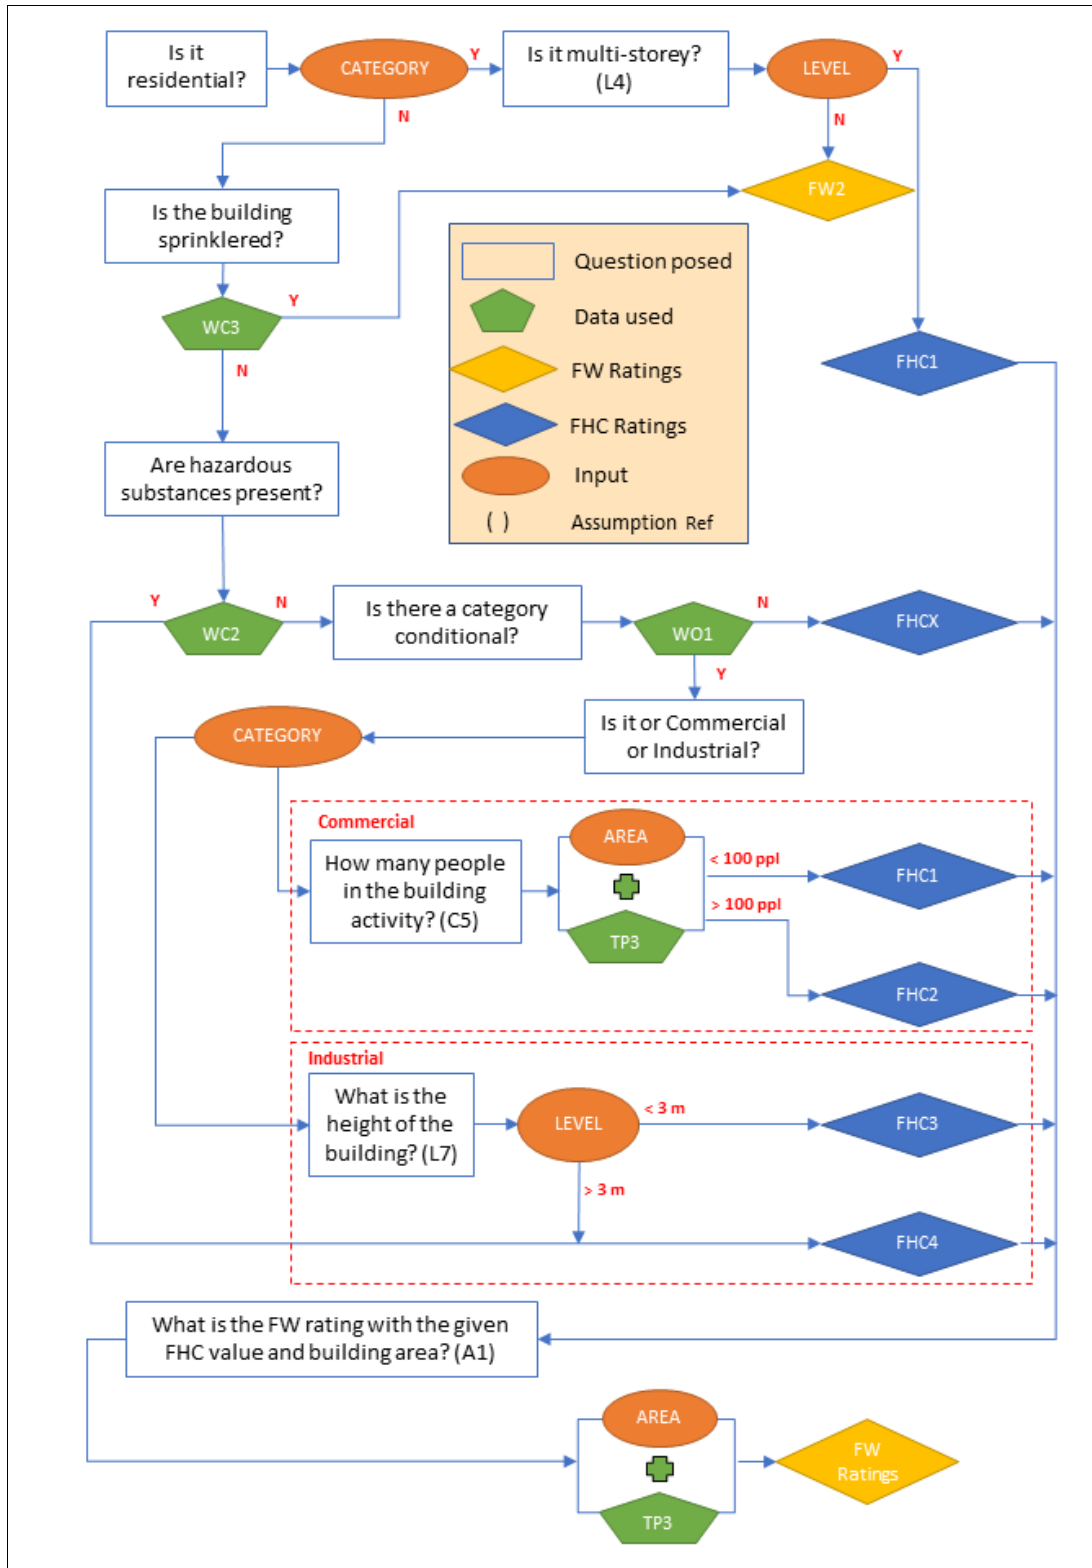 Is it
residential?
CATEGORY
Y
Is it multi-storey?
(L4)
LEVEL
Y
N
N
FW2
Is the building
sprinklered?
Question posed
Y
WC3
Data used
N
FW Ratings
FHC1
FHC Ratings
Are hazardous
substances present?
Input
( )
Assumption Ref
Y
WC2
N
Is there a category
conditional?
WO1
N
FHCX
Y
Is it or Commercial
or Industrial?
CATEGORY
Commercial
How many people
in the building
activity? (C5)
AREA
TP3
< 100 ppl
> 100 ppl
FHC1
FHC2
Industrial
What is the
height of the
building? (L7)
LEVEL
< 3 m
FHC3
> 3 m
FHC4
What is the FW rating with the given
FHC value and building area? (A1)
AREA
TP3
FW
Ratings